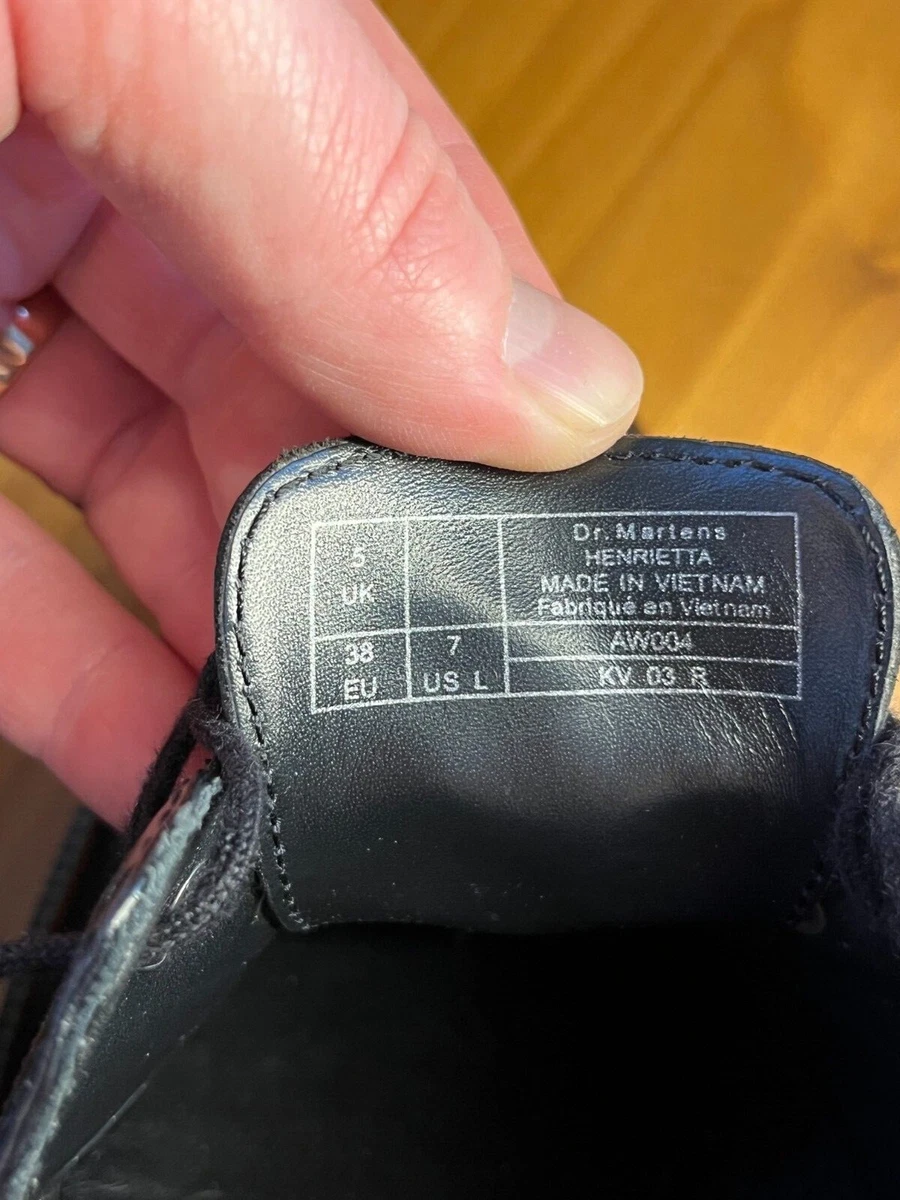 5
UK
38
EU
7
US L
Dr. Martens
HENRIETTA
MADE IN VIETNAM
Fabriqué en Vietnam
AW004
KV 03 R